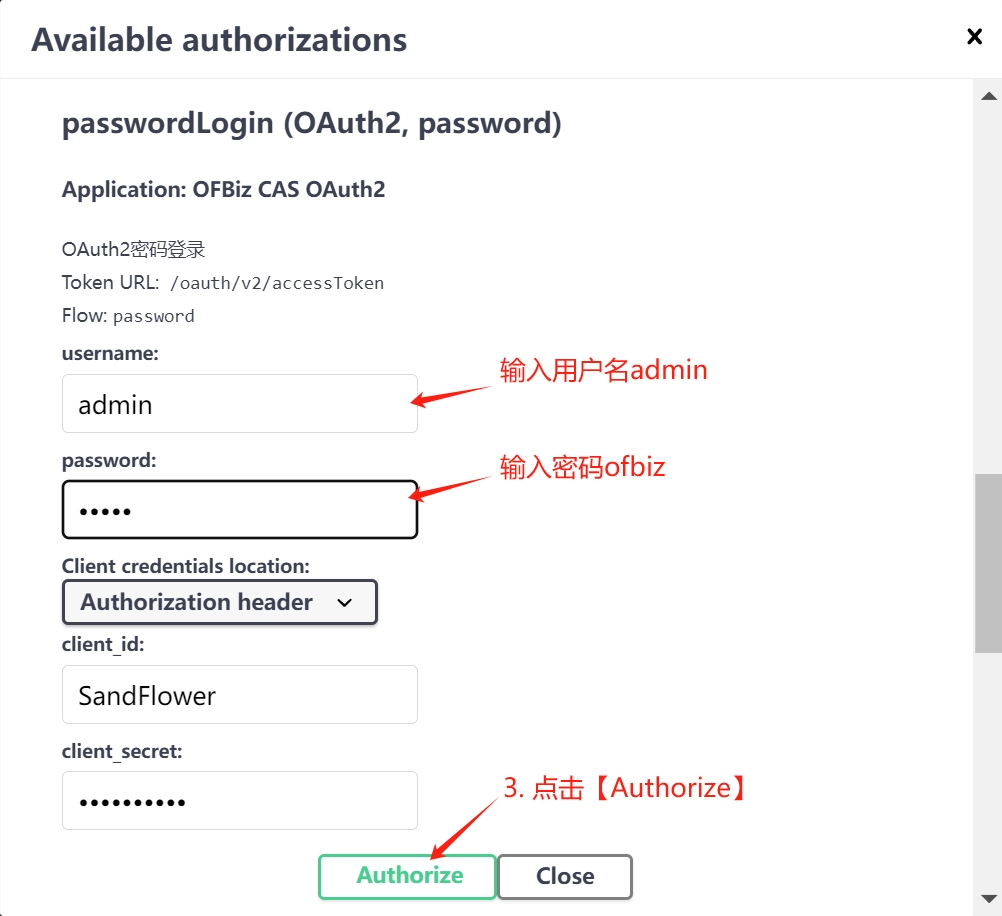 Available authorizations
passwordLogin (OAuth2, password)
Application: OFBiz CAS OAuth2
OAuth2密码登录
Token URL: /oauth/v2/accessToken
Flow: password
username:
输入用户名admin
admin
password:
输入密码ofbiz
•••••
Client credentials location:
Authorization header
client_id:
SandFlower
client_secret:
3. 点击【Authorize】
••••••••••
Authorize
Close